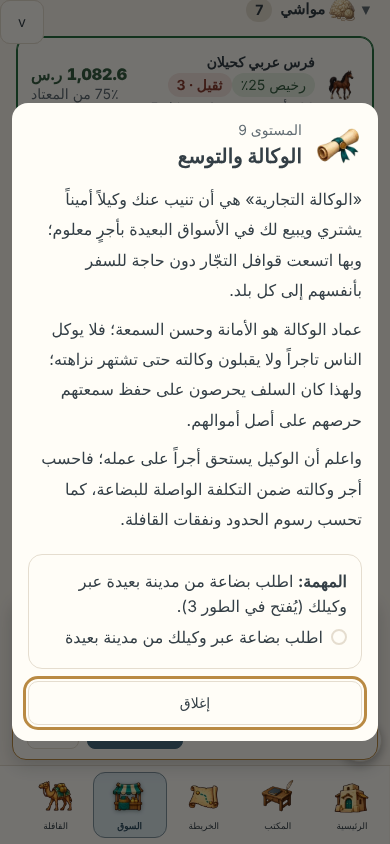 ▼ مواشي 7
v
فرس عربي كحيلان
1,082.6 ر.س
رخيص 25٪ ثقيل · 3
75٪ من المعتاد
المستوى 9
الوكالة والتوسع
«الوكالة التجارية» هي أن تنيب عنك وكيلاً أميناً
يشتري ويبيع لك في الأسواق البعيدة بأجرٍ معلوم؛
وبها اتسعت قوافل التجّار دون حاجة للسفر
بأنفسهم إلى كل بلد.
عماد الوكالة هو الأمانة وحسن السمعة؛ فلا يوكل
الناس تاجراً ولا يقبلون وكالته حتى تشتهر نزاهته؛
ولهذا كان السلف يحرصون على حفظ سمعتهم
حرصهم على أصل أموالهم.
واعلم أن الوكيل يستحق أجراً على عمله؛ فاحسب
أجر وكالته ضمن التكلفة الواصلة للبضاعة، كما
تحسب رسوم الحدود ونفقات القافلة.
المهمة: اطلب بضاعة من مدينة بعيدة عبر
وكيلك (يُفتح في الطور 3).
اطلب بضاعة عبر وكيلك من مدينة بعيدة
إغلاق
الرئيسية
المكتب
الخريطة
السوق
القافلة